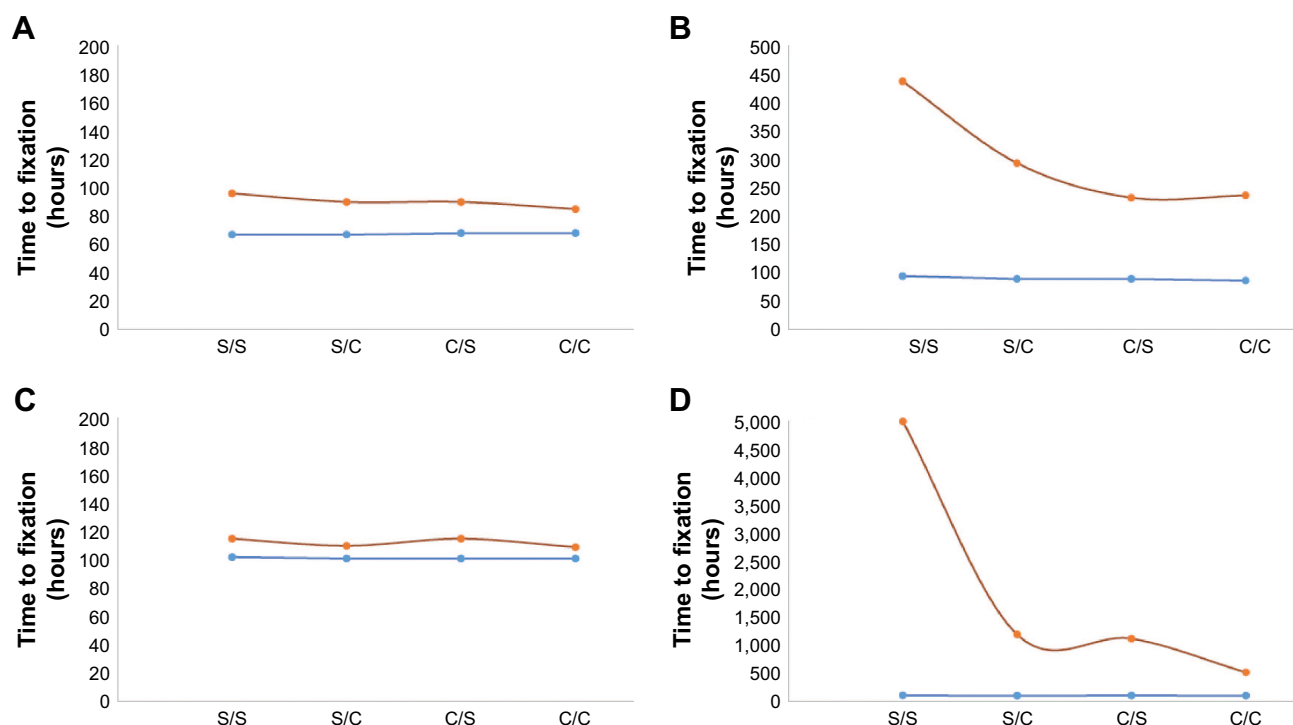 A
Time to fixation
(hours)
200
180
160
140
120
100
80
60
40
20
0
S/S S/C C/S C/C
B
Time to fixation
(hours)
500
450
400
350
300
250
200
150
100
50
0
S/S S/C C/S C/C
C
Time to fixation
(hours)
200
180
160
140
120
100
80
60
40
20
0
S/S S/C C/S C/C
D
Time to fixation
(hours)
5,000
4,500
4,000
3,500
3,000
2,500
2,000
1,500
1,000
500
0
S/S S/C C/S C/C